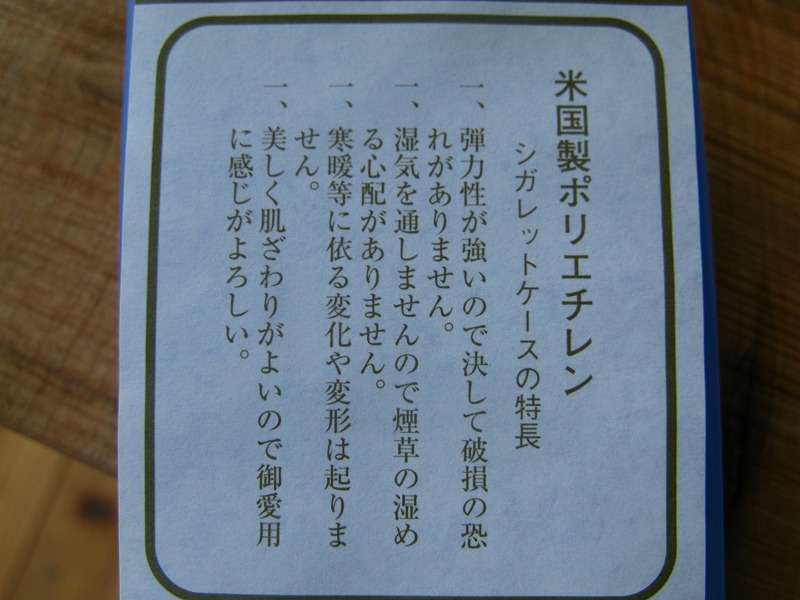 米国製ポリエチレン
シガレットケースの特長
一、弾力性が強いので決して破損の恐
れがありません。
一、湿気を通しませんので煙草の湿め
る心配がありません。
一、寒暖等に依る変化や変形は起りま
せん。
一、美しく肌ざわりがよいので御愛用
に感じがよろしい。